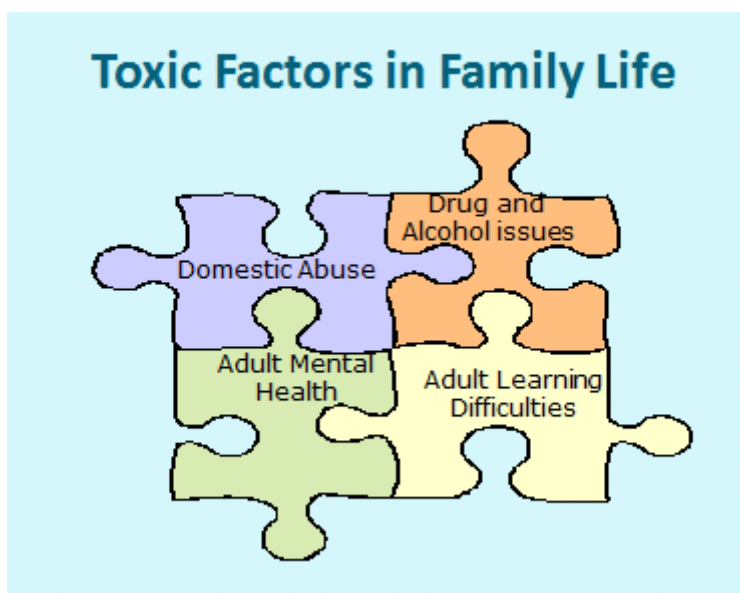 Toxic Factors in Family Life
Drug and
Alcohol issues
Domestic Abuse
Adult Mental
Health
Adult Learning
Difficulties